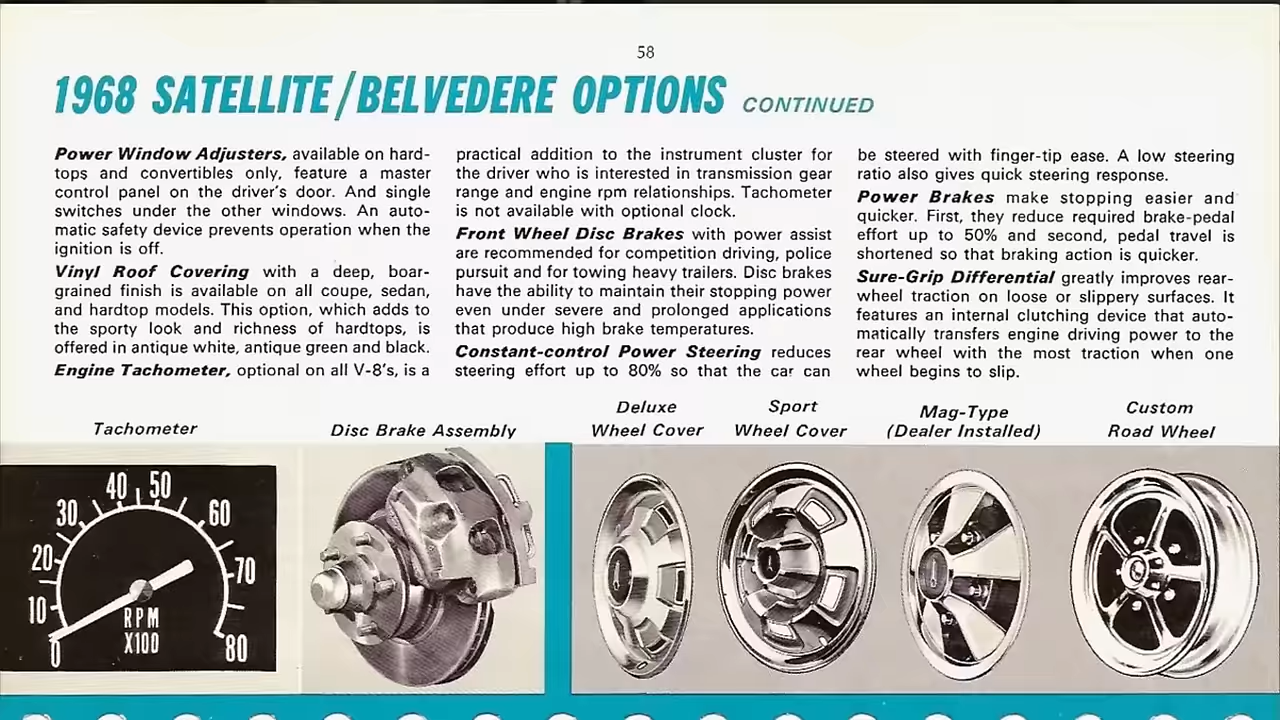 58
1968 SATELLITE/BELVEDERE OPTIONS CONTINUED
Power Window Adjusters, available on hard-
tops and convertibles only, feature a master
control panel on the driver's door. And single
switches under the other windows. An auto-
matic safety device prevents operation when the
ignition is off.
Vinyl Roof Covering with a deep, boar-
grained finish is available on all coupe, sedan,
and hardtop models. This option, which adds to
the sporty look and richness of hardtops, is
offered in antique white, antique green and black.
Engine Tachometer, optional on all V-8's, is a
practical addition to the instrument cluster for
the driver who is interested in transmission gear
range and engine rpm relationships. Tachometer
is not available with optional clock.
Front Wheel Disc Brakes with power assist
are recommended for competition driving, police
pursuit and for towing heavy trailers. Disc brakes
have the ability to maintain their stopping power
even under severe and prolonged applications
that produce high brake temperatures.
Constant-control Power Steering reduces
steering effort up to 80% so that the car can
be steered with finger-tip ease. A low steering
ratio also gives quick steering response.
Power Brakes make stopping easier and
quicker. First, they reduce required brake-pedal
effort up to 50% and second, pedal travel is
shortened so that braking action is quicker.
Sure-Grip Differential greatly improves rear-
wheel traction on loose or slippery surfaces. It
features an internal clutching device that auto-
matically transfers engine driving power to the
rear wheel with the most traction when one
wheel begins to slip.
Tachometer
Disc Brake Assembly
Deluxe
Wheel Cover
Sport
Wheel Cover
Mag-Type
(Dealer Installed)
Custom
Road Wheel
0
10
20
30
40
50
60
70
80
RPM
X100